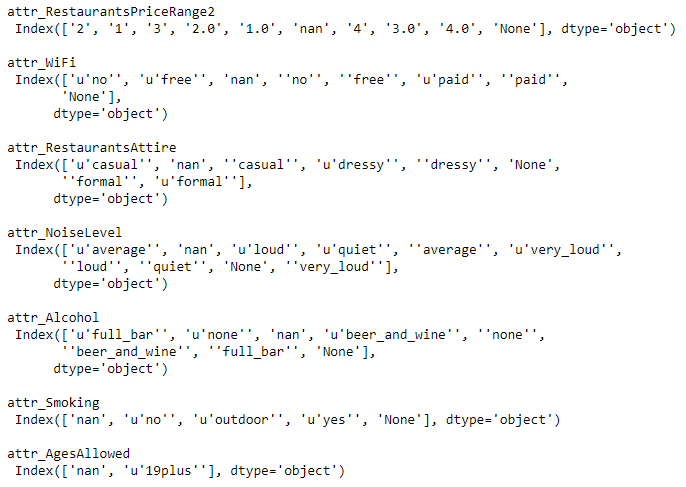 attr_RestaurantsPriceRange2
Index(['2', '1', '3', '2.0', '1.0', 'nan', '4', '3.0', '4.0', 'None'], dtype='object')
attr_WiFi
Index(['u'no'', 'u'free'', 'nan', ''no'', ''free'', 'u'paid'', ''paid'',
'None'],
dtype='object')
attr_RestaurantsAttire
Index(['u'casual'', 'nan', ''casual'', 'u'dressy'', ''dressy'', 'None',
''formal'', 'u'formal''],
dtype='object')
attr_NoiseLevel
Index(['u'average'', 'nan', 'u'loud'', 'u'quiet'', ''average'', 'u'very_loud'',
''loud'', ''quiet'', 'None', ''very_loud''],
dtype='object')
attr_Alcohol
Index(['u'full_bar'', 'u'none'', 'nan', 'u'beer_and_wine'', ''none'',
''beer_and_wine'', ''full_bar'', 'None'],
dtype='object')
attr_Smoking
Index(['nan', 'u'no'', 'u'outdoor'', 'u'yes'', 'None'], dtype='object')
attr_AgesAllowed
Index(['nan', 'u'19plus''], dtype='object')